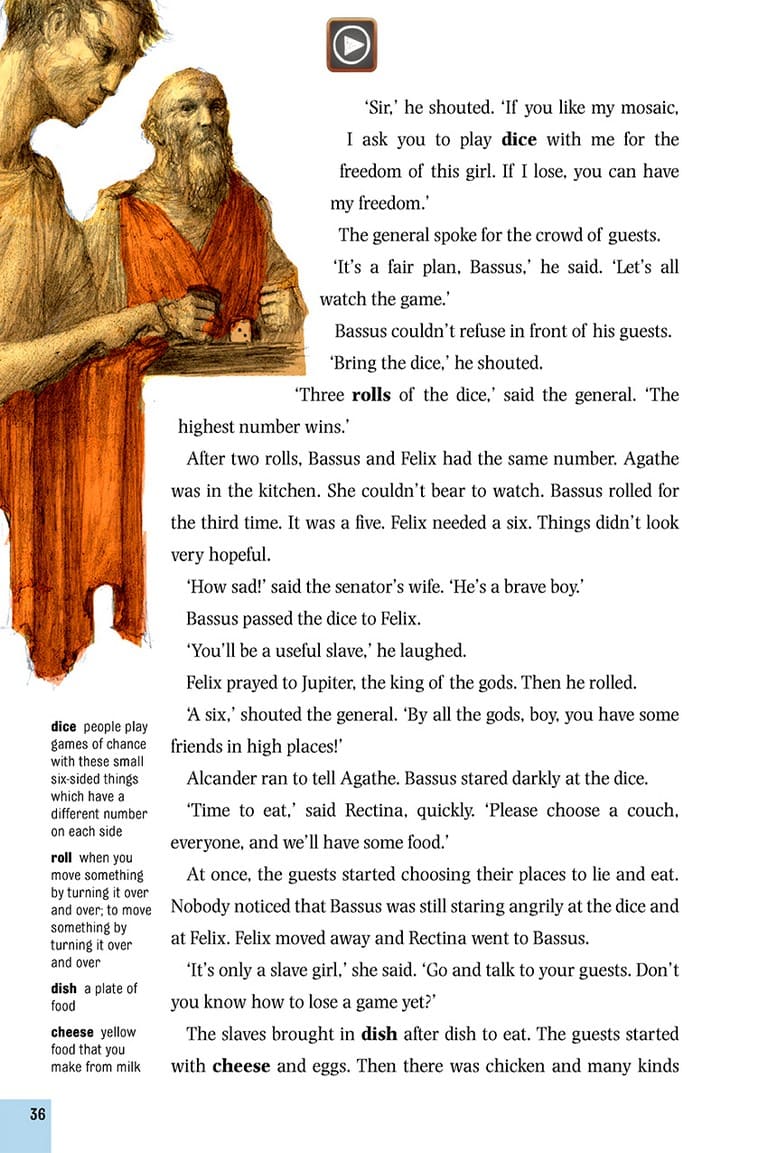 ‘Sir,’ he shouted. ‘If you like my mosaic,
I ask you to play dice with me for the
freedom of this girl. If I lose, you can have
my freedom.’
The general spoke for the crowd of guests.
‘It’s a fair plan, Bassus,’ he said. ‘Let’s all
watch the game.’
Bassus couldn’t refuse in front of his guests.
‘Bring the dice,’ he shouted.
‘Three rolls of the dice,’ said the general. ‘The
highest number wins.’
After two rolls, Bassus and Felix had the same number. Agathe
was in the kitchen. She couldn’t bear to watch. Bassus rolled for
the third time. It was a five. Felix needed a six. Things didn’t look
very hopeful.
‘How sad!’ said the senator’s wife. ‘He’s a brave boy.’
Bassus passed the dice to Felix.
‘You’ll be a useful slave,’ he laughed.
Felix prayed to Jupiter, the king of the gods. Then he rolled.
‘A six,’ shouted the general. ‘By all the gods, boy, you have some
friends in high places!’
Alcander ran to tell Agathe. Bassus stared darkly at the dice.
‘Time to eat,’ said Rectina, quickly. ‘Please choose a couch,
everyone, and we’ll have some food.’
At once, the guests started choosing their places to lie and eat.
Nobody noticed that Bassus was still staring angrily at the dice and
at Felix. Felix moved away and Rectina went to Bassus.
‘It’s only a slave girl,’ she said. ‘Go and talk to your guests. Don’t
you know how to lose a game yet?’
The slaves brought in dish after dish to eat. The guests started
with cheese and eggs. Then there was chicken and many kinds
dice people play
games of chance
with these small
six-sided things
which have a
different number
on each side
roll when you
move something
by turning it over
and over; to move
something by
turning it over
and over
dish a plate of
food
cheese yellow
food that you
make from milk
36